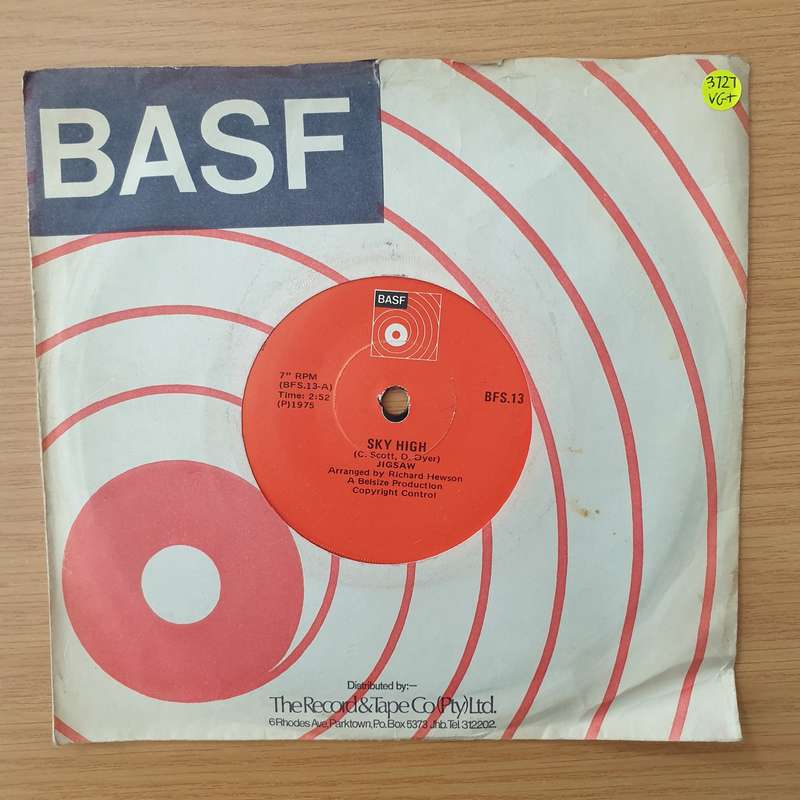 BASF
3727
VG+
BASF
7" RPM
(BFS.13-A)
Time: 2:52
(P)1975
BFS.13
SKY HIGH
(C. Scott, D. Dyer)
JIGSAW
Arranged by Richard Hewson
A Belsize Production
Copyright Control
Distributed by:—
The Record & Tape Co (Pty) Ltd.
6 Rhodes Ave, Parktown, P.o. Box 5373 Jhb. Tel. 312202.